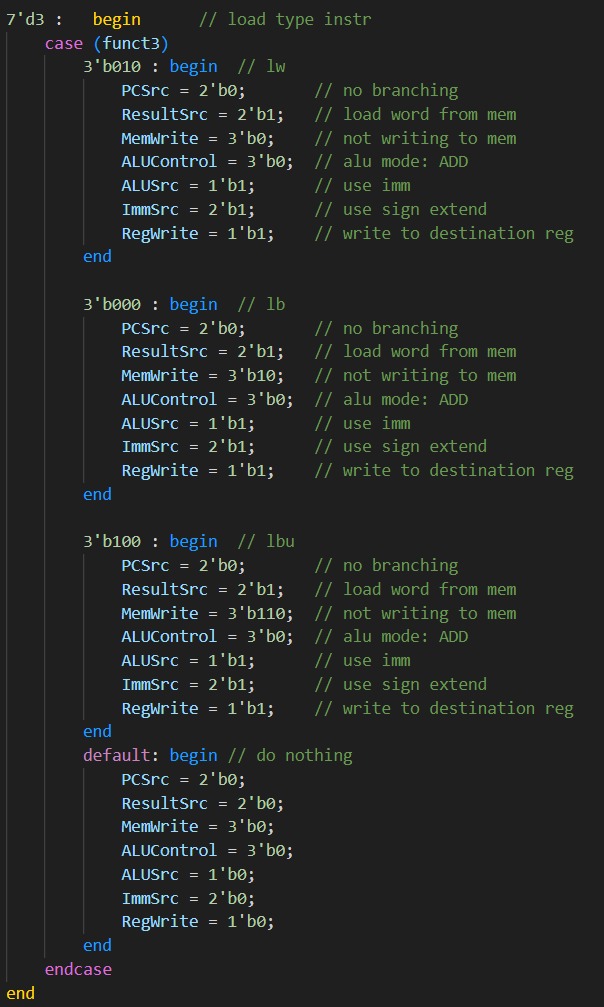 7'd3 :   begin      // load type instr
    case (funct3)
        3'b010 : begin  // lw
            PCSrc = 2'b0;       // no branching
            ResultSrc = 2'b1;   // load word from mem
            MemWrite = 3'b0;    // not writing to mem
            ALUControl = 3'b0;  // alu mode: ADD
            ALUSrc = 1'b1;      // use imm
            ImmSrc = 2'b1;      // use sign extend
            RegWrite = 1'b1;    // write to destination reg
        end

        3'b000 : begin  // lb
            PCSrc = 2'b0;       // no branching
            ResultSrc = 2'b1;   // load word from mem
            MemWrite = 3'b10;   // not writing to mem
            ALUControl = 3'b0;  // alu mode: ADD
            ALUSrc = 1'b1;      // use imm
            ImmSrc = 2'b1;      // use sign extend
            RegWrite = 1'b1;    // write to destination reg
        end

        3'b100 : begin  // lbu
            PCSrc = 2'b0;       // no branching
            ResultSrc = 2'b1;   // load word from mem
            MemWrite = 3'b110;  // not writing to mem
            ALUControl = 3'b0;  // alu mode: ADD
            ALUSrc = 1'b1;      // use imm
            ImmSrc = 2'b1;      // use sign extend
            RegWrite = 1'b1;    // write to destination reg
        end
        default: begin // do nothing
            PCSrc = 2'b0;
            ResultSrc = 2'b0;
            MemWrite = 3'b0;
            ALUControl = 3'b0;
            ALUSrc = 1'b0;
            ImmSrc = 2'b0;
            RegWrite = 1'b0;
        end
    endcase
end